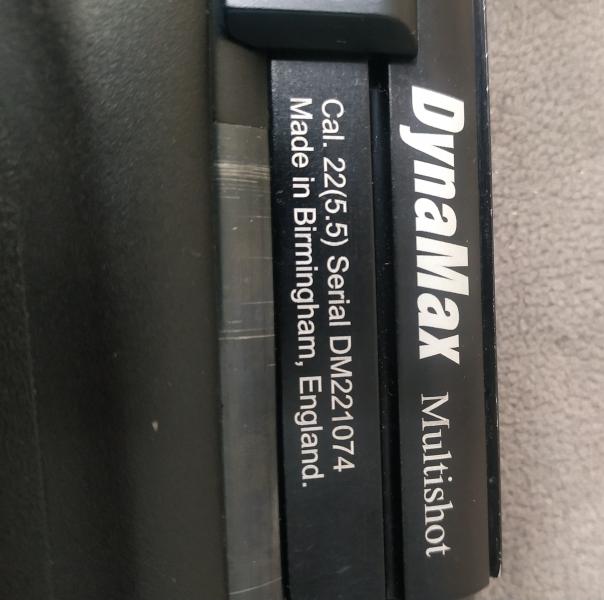 DynaMax Multishot
Cal. 22(5.5) Serial DM221074
Made in Birmingham, England.